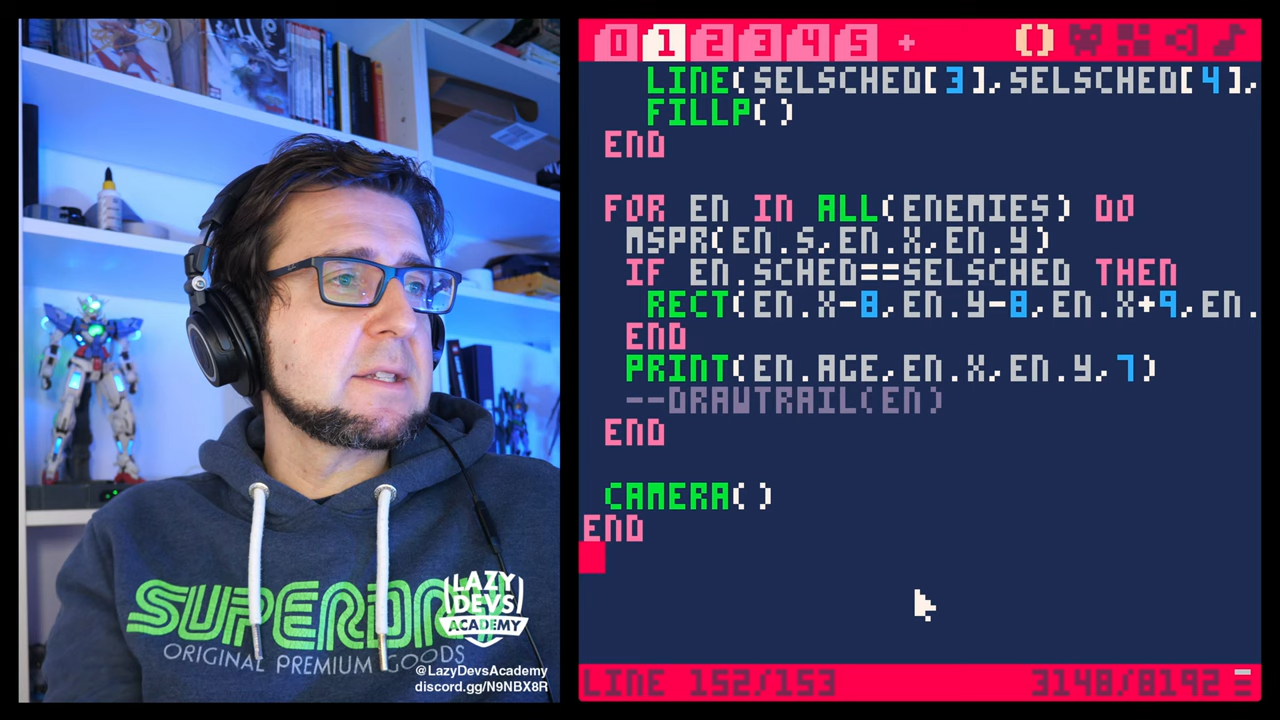 0 1 2 3 4 5 +
LINE(SELSCHED[3],SELSCHED[4],
FILLP()
END
FOR EN IN ALL(ENEMIES) DO
MSPR(EN.S,EN.X,EN.Y)
IF EN.SCHED==SELSCHED THEN
RECT(EN.X-8,EN.Y-8,EN.X+9,EN.
END
PRINT(EN.AGE,EN.X,EN.Y,7)
--DRAWTRAIL(EN)
END
CAMERA()
END
LINE 152/153
3148/8192
ORIGINAL PREMIUM GOODS
LAZY
DEVS
ACADEMY
@LazyDevsAcademy
discord.gg/N9NBX8R